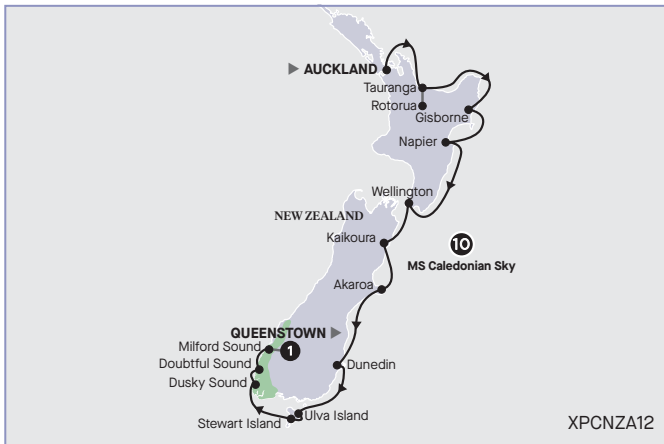 AUCKLAND
Tauranga
Rotorua
Gisborne
Napier
Wellington
NEW ZEALAND
Kaikoura
10
MS Caledonian Sky
Akaroa
QUEENSTOWN
Milford Sound
1
Doubtful Sound
Dunedin
Dusky Sound
Ulva Island
Stewart Island
XPCNZA12